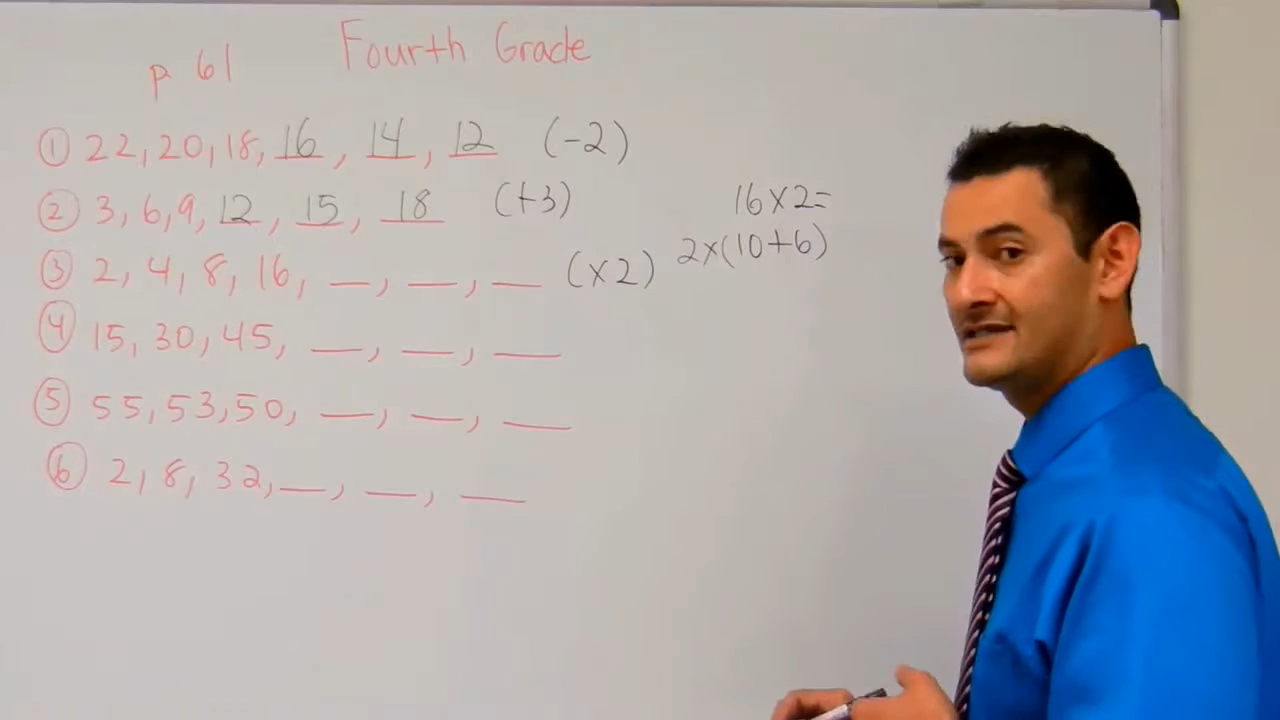 Fourth Grade
p 61
① 22, 20, 18, 16, 14, 12 (-2)
② 3, 6, 9, 12, 15, 18 (+3)
16×2=
2×(10+6)
③ 2, 4, 8, 16, __, __, __ (×2)
④ 15, 30, 45, __, __, __
⑤ 55, 53, 50, __, __, __
⑥ 2, 8, 32, __, __, __